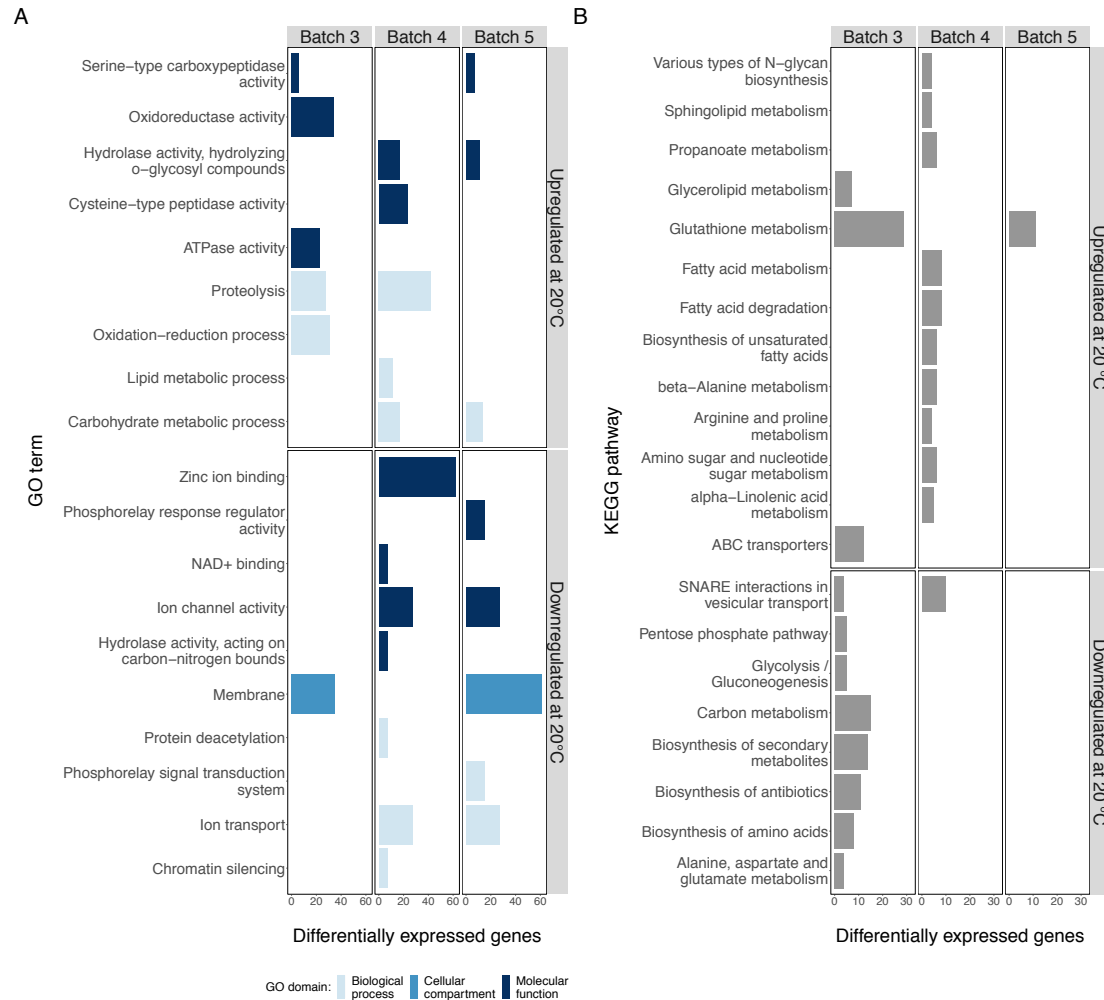 A
Batch 3
Batch 4
Batch 5
Serine−type carboxypeptidase
activity
Oxidoreductase activity
Hydrolase activity, hydrolyzing
o−glycosyl compounds
Cysteine−type peptidase activity
ATPase activity
Proteolysis
Oxidation−reduction process
Lipid metabolic process
Carbohydrate metabolic process
Upregulated at 20°C
Zinc ion binding
Phosphorelay response regulator
activity
NAD+ binding
Ion channel activity
Hydrolase activity, acting on
carbon−nitrogen bounds
Membrane
Protein deacetylation
Phosphorelay signal transduction
system
Ion transport
Chromatin silencing
Downregulated at 20°C
GO term
0 20 40 60
0 20 40 60
0 20 40 60
Differentially expressed genes
GO domain:
Biological
process
Cellular
compartment
Molecular
function
B
Batch 3
Batch 4
Batch 5
Various types of N−glycan
biosynthesis
Sphingolipid metabolism
Propanoate metabolism
Glycerolipid metabolism
Glutathione metabolism
Fatty acid metabolism
Fatty acid degradation
Biosynthesis of unsaturated
fatty acids
beta−Alanine metabolism
Arginine and proline
metabolism
Amino sugar and nucleotide
sugar metabolism
alpha−Linolenic acid
metabolism
ABC transporters
Upregulated at 20 °C
SNARE interactions in
vesicular transport
Pentose phosphate pathway
Glycolysis /
Gluconeogenesis
Carbon metabolism
Biosynthesis of secondary
metabolites
Biosynthesis of antibiotics
Biosynthesis of amino acids
Alanine, aspartate and
glutamate metabolism
Downregulated at 20 °C
KEGG pathway
0 10 20 30
0 10 20 30
0 10 20 30
Differentially expressed genes